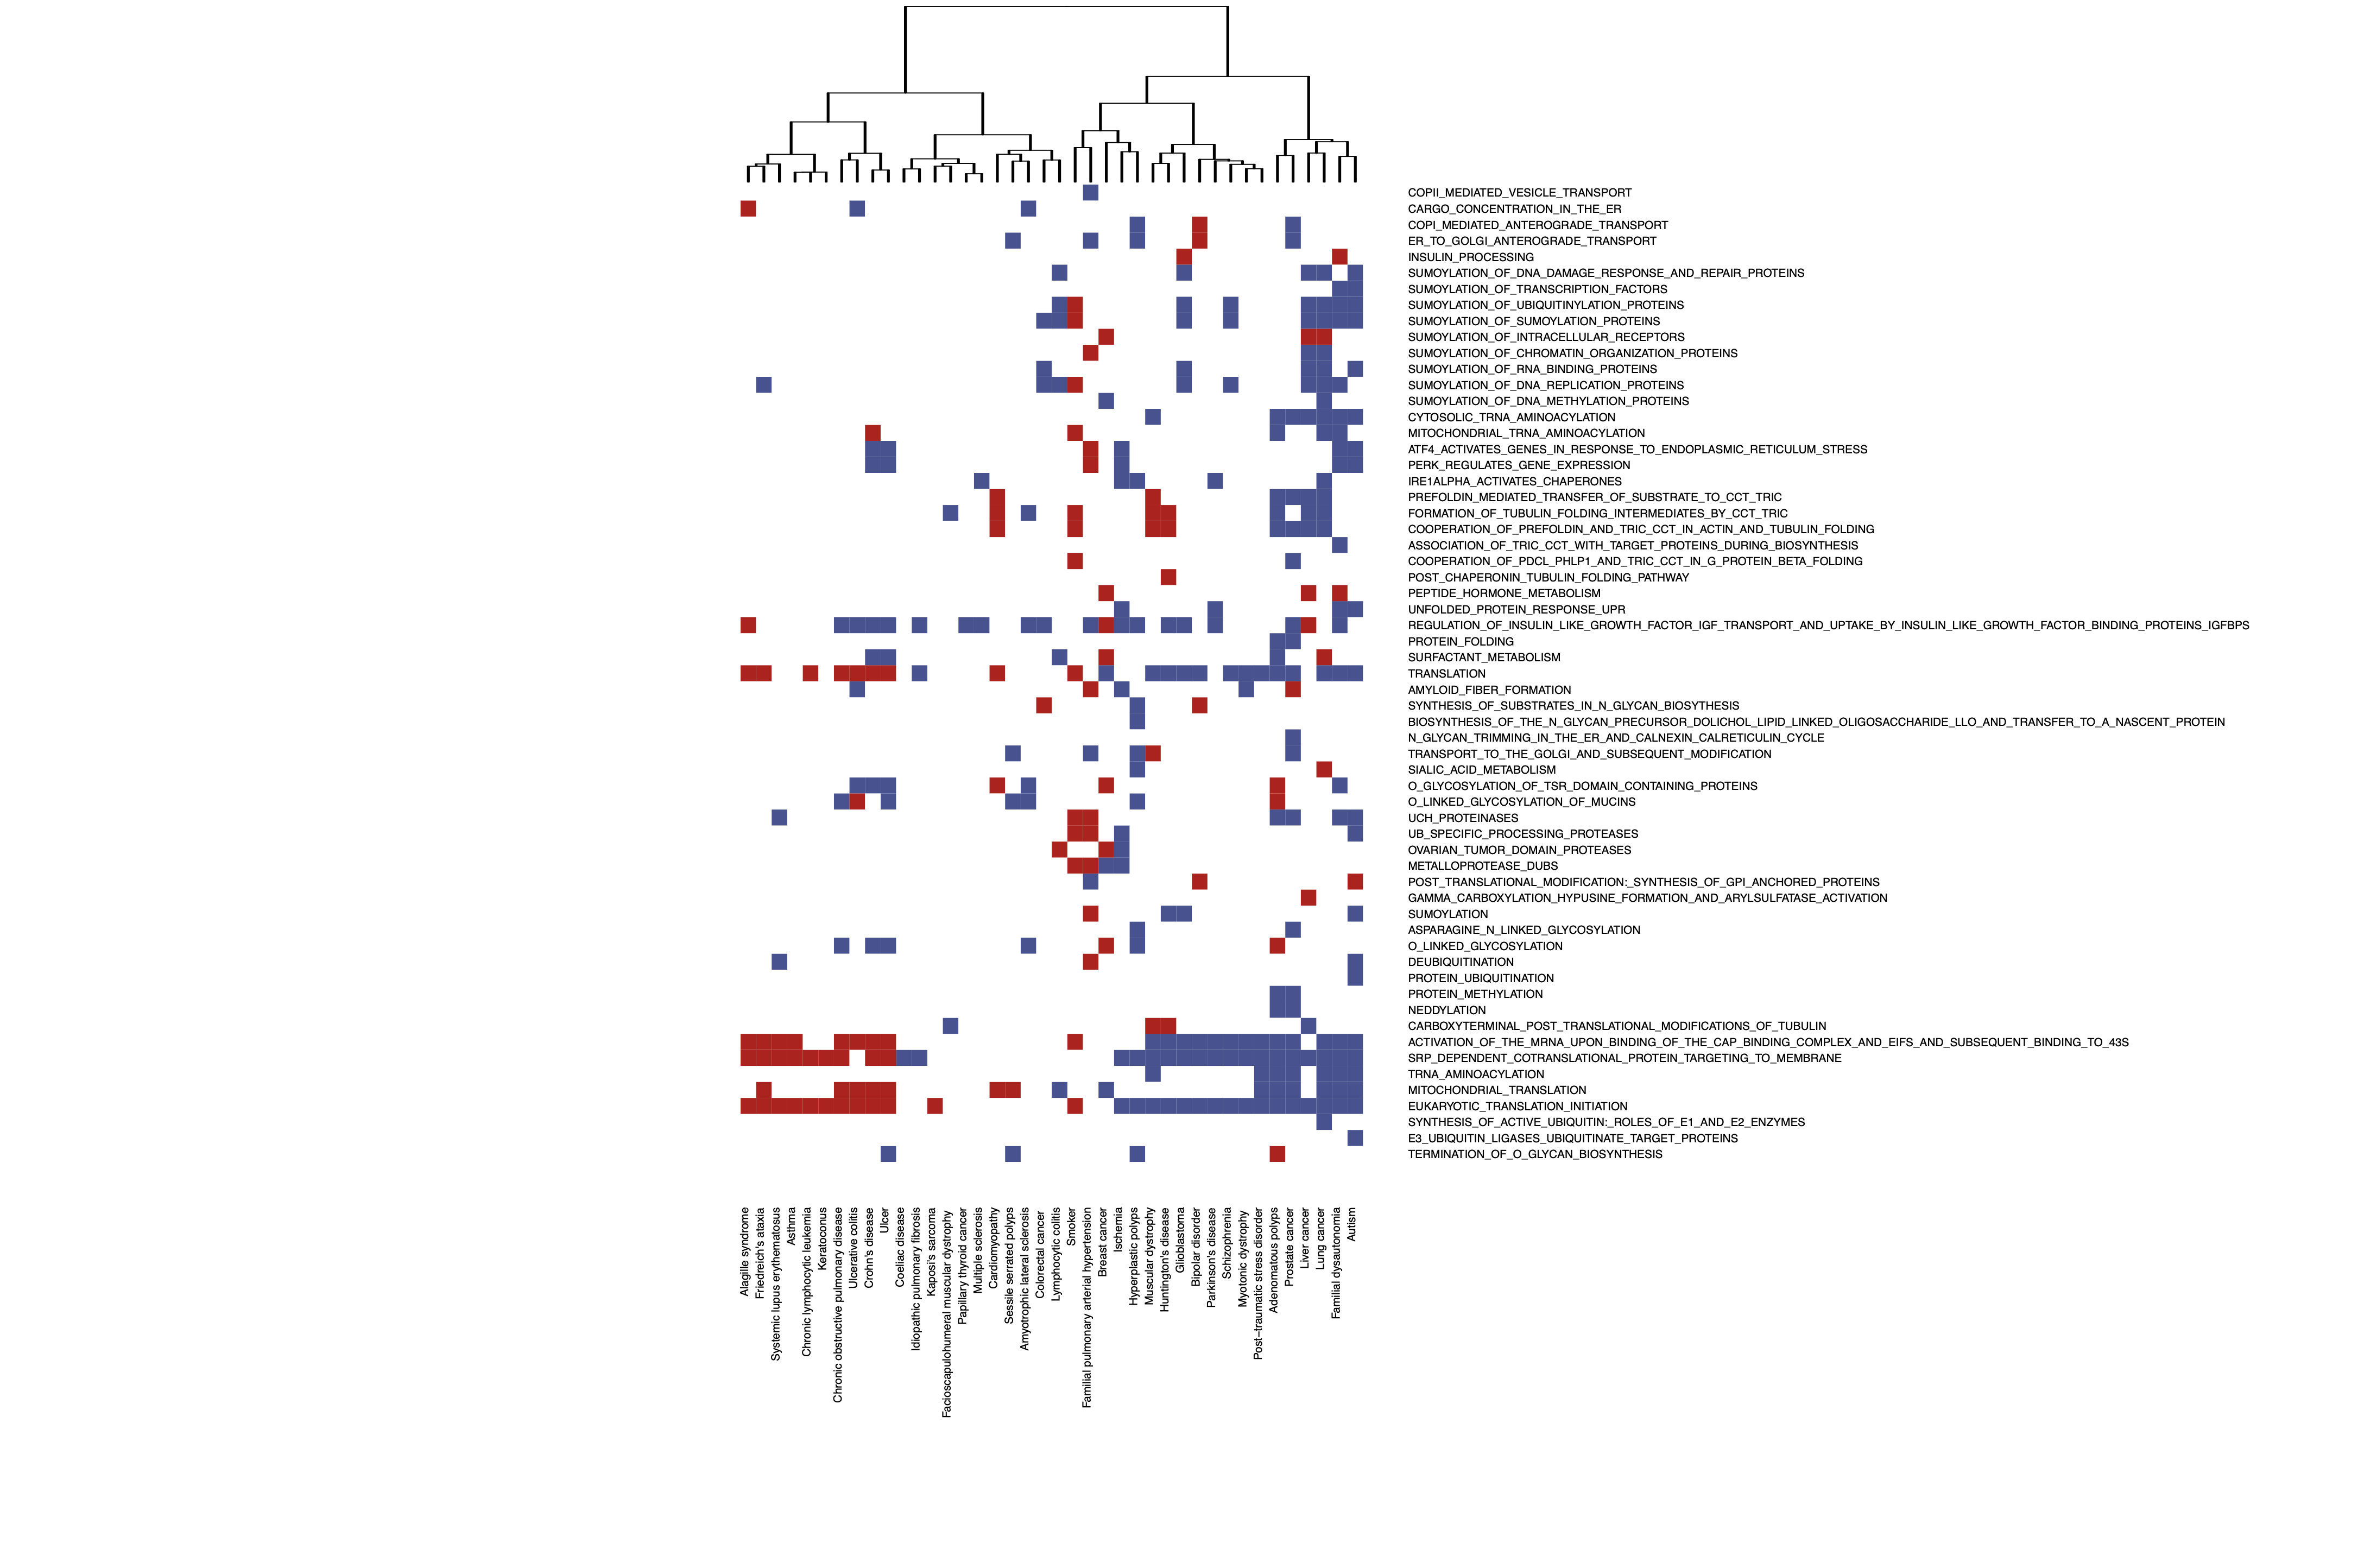 COPII_MEDIATED_VESICLE_TRANSPORT
CARGO_CONCENTRATION_IN_THE_ER
COPI_MEDIATED_ANTEROGRADE_TRANSPORT
ER_TO_GOLGI_ANTEROGRADE_TRANSPORT
INSULIN_PROCESSING
SUMOYLATION_OF_DNA_DAMAGE_RESPONSE_AND_REPAIR_PROTEINS
SUMOYLATION_OF_TRANSCRIPTION_FACTORS
SUMOYLATION_OF_UBIQUITINYLATION_PROTEINS
SUMOYLATION_OF_SUMOYLATION_PROTEINS
SUMOYLATION_OF_INTRACELLULAR_RECEPTORS
SUMOYLATION_OF_CHROMATIN_ORGANIZATION_PROTEINS
SUMOYLATION_OF_RNA_BINDING_PROTEINS
SUMOYLATION_OF_DNA_REPLICATION_PROTEINS
SUMOYLATION_OF_DNA_METHYLATION_PROTEINS
CYTOSOLIC_TRNA_AMINOACYLATION
MITOCHONDRIAL_TRNA_AMINOACYLATION
ATF4_ACTIVATES_GENES_IN_RESPONSE_TO_ENDOPLASMIC_RETICULUM_STRESS
PERK_REGULATES_GENE_EXPRESSION
IRE1ALPHA_ACTIVATES_CHAPERONES
PREFOLDIN_MEDIATED_TRANSFER_OF_SUBSTRATE_TO_CCT_TRIC
FORMATION_OF_TUBULIN_FOLDING_INTERMEDIATES_BY_CCT_TRIC
COOPERATION_OF_PREFOLDIN_AND_TRIC_CCT_IN_ACTIN_AND_TUBULIN_FOLDING
ASSOCIATION_OF_TRIC_CCT_WITH_TARGET_PROTEINS_DURING_BIOSYNTHESIS
COOPERATION_OF_PDCL_PHLP1_AND_TRIC_CCT_IN_G_PROTEIN_BETA_FOLDING
POST_CHAPERONIN_TUBULIN_FOLDING_PATHWAY
PEPTIDE_HORMONE_METABOLISM
UNFOLDED_PROTEIN_RESPONSE_UPR
REGULATION_OF_INSULIN_LIKE_GROWTH_FACTOR_IGF_TRANSPORT_AND_UPTAKE_BY_INSULIN_LIKE_GROWTH_FACTOR_BINDING_PROTEINS_IGFBPS
PROTEIN_FOLDING
SURFACTANT_METABOLISM
TRANSLATION
AMYLOID_FIBER_FORMATION
SYNTHESIS_OF_SUBSTRATES_IN_N_GLYCAN_BIOSYTHESIS
BIOSYNTHESIS_OF_THE_N_GLYCAN_PRECURSOR_DOLICHOL_LIPID_LINKED_OLIGOSACCHARIDE_LLO_AND_TRANSFER_TO_A_NASCENT_PROTEIN
N_GLYCAN_TRIMMING_IN_THE_ER_AND_CALNEXIN_CALRETICULIN_CYCLE
TRANSPORT_TO_THE_GOLGI_AND_SUBSEQUENT_MODIFICATION
SIALIC_ACID_METABOLISM
O_GLYCOSYLATION_OF_TSR_DOMAIN_CONTAINING_PROTEINS
O_LINKED_GLYCOSYLATION_OF_MUCINS
UCH_PROTEINASES
UB_SPECIFIC_PROCESSING_PROTEASES
OVARIAN_TUMOR_DOMAIN_PROTEASES
METALLOPROTEASE_DUBS
POST_TRANSLATIONAL_MODIFICATION:_SYNTHESIS_OF_GPI_ANCHORED_PROTEINS
GAMMA_CARBOXYLATION_HYPUSINE_FORMATION_AND_ARYLSULFATASE_ACTIVATION
SUMOYLATION
ASPARAGINE_N_LINKED_GLYCOSYLATION
O_LINKED_GLYCOSYLATION
DEUBIQUITINATION
PROTEIN_UBIQUITINATION
PROTEIN_METHYLATION
NEDDYLATION
CARBOXYTERMINAL_POST_TRANSLATIONAL_MODIFICATIONS_OF_TUBULIN
ACTIVATION_OF_THE_MRNA_UPON_BINDING_OF_THE_CAP_BINDING_COMPLEX_AND_EIFS_AND_SUBSEQUENT_BINDING_TO_43S
SRP_DEPENDENT_COTRANSLATIONAL_PROTEIN_TARGETING_TO_MEMBRANE
TRNA_AMINOACYLATION
MITOCHONDRIAL_TRANSLATION
EUKARYOTIC_TRANSLATION_INITIATION
SYNTHESIS_OF_ACTIVE_UBIQUITIN:_ROLES_OF_E1_AND_E2_ENZYMES
E3_UBIQUITIN_LIGASES_UBIQUITINATE_TARGET_PROTEINS
TERMINATION_OF_O_GLYCAN_BIOSYNTHESIS
Alagille syndrome
Friedreich's ataxia
Systemic lupus erythematosus
Asthma
Chronic lymphocytic leukemia
Keratoconus
Chronic obstructive pulmonary disease
Ulcerative colitis
Crohn's disease
Ulcer
Coeliac disease
Idiopathic pulmonary fibrosis
Kaposi's sarcoma
Facioscapulohumeral muscular dystrophy
Papillary thyroid cancer
Multiple sclerosis
Cardiomyopathy
Sessile serrated polyps
Amyotrophic lateral sclerosis
Colorectal cancer
Lymphocytic colitis
Smoker
Familial pulmonary arterial hypertension
Breast cancer
Ischemia
Hyperplastic polyps
Muscular dystrophy
Huntington's disease
Glioblastoma
Bipolar disorder
Parkinson's disease
Schizophrenia
Myotonic dystrophy
Post−traumatic stress disorder
Adenomatous polyps
Prostate cancer
Liver cancer
Lung cancer
Familial dysautonomia
Autism